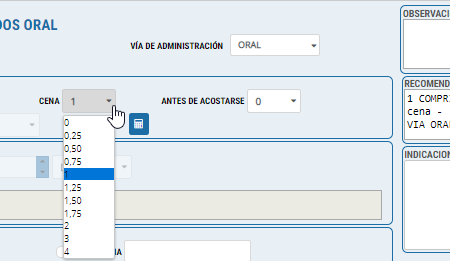 DOS ORAL
VÍA DE ADMINISTRACIÓN ORAL
OBSERVACI
CENA 1
ANTES DE ACOSTARSE 0
0
0,25
0,50
0,75
1
1,25
1,50
1,75
2
3
4
RECOMEND
1 COMPRI
cena -
VIA ORA
INDICACION